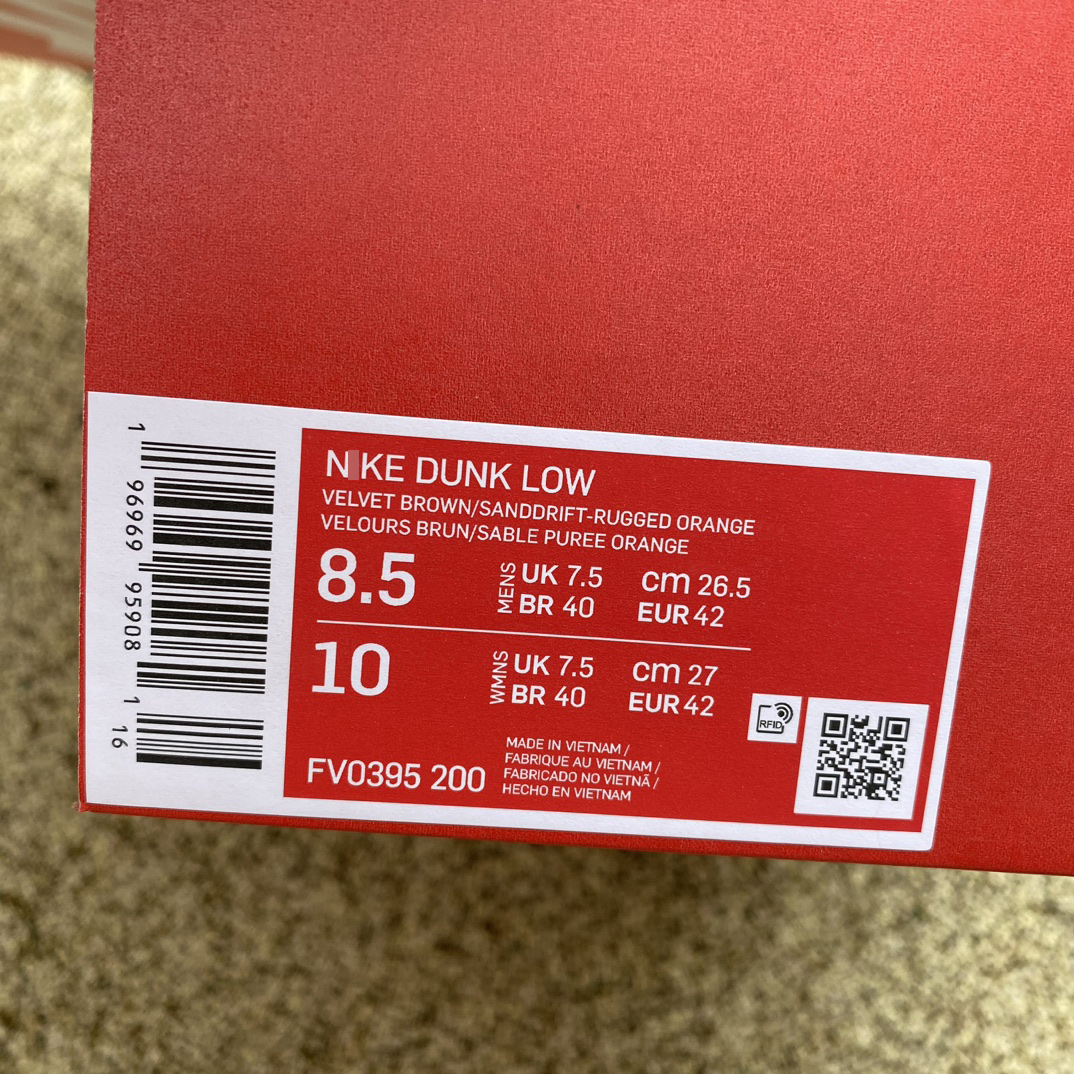 N KE DUNK LOW
VELVET BROWN/SANDDRIFT-RUGGED ORANGE
VELOURS BRUN/SABLE PUREE ORANGE
8.5 MENS UK 7.5 cm 26.5
BR 40 EUR 42
10 WMNS UK 7.5 cm 27
BR 40 EUR 42
RFID
FV0395 200
MADE IN VIETNAM /
FABRIQUE AU VIETNAM /
FABRICADO NO VIETNÃ /
HECHO EN VIETNAM
1 96969 95908 1 16